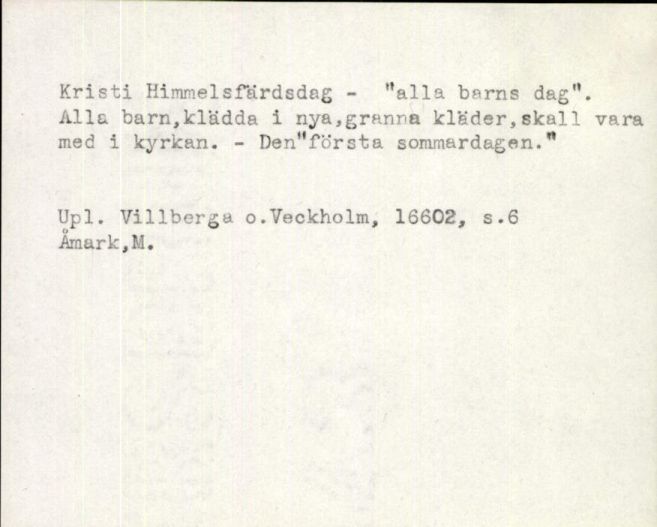 Kristi Himmelsfärdsdag - "alla barns dag".
Alla barn,klädda i nya,granna kläder,skall vara
med i kyrkan. - Den"första sommardagen."
Upl. Villberga o.Veckholm, 16602, s.6
Åmark,M.